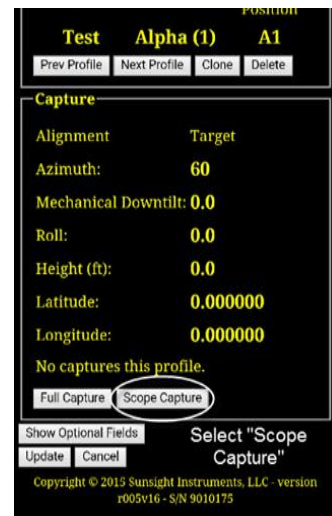 Position
Test Alpha (1) A1
Prev Profile Next Profile Clone Delete
Capture
Alignment Target
Azimuth: 60
Mechanical Downtilt: 0.0
Roll: 0.0
Height (ft): 0.0
Latitude: 0.000000
Longitude: 0.000000
No captures this profile.
Full Capture Scope Capture
Show Optional Fields
Update Cancel
Select "Scope
Capture"
Copyright © 2015 Sunsight Instruments, LLC - version
r005v16 - S/N 9010175